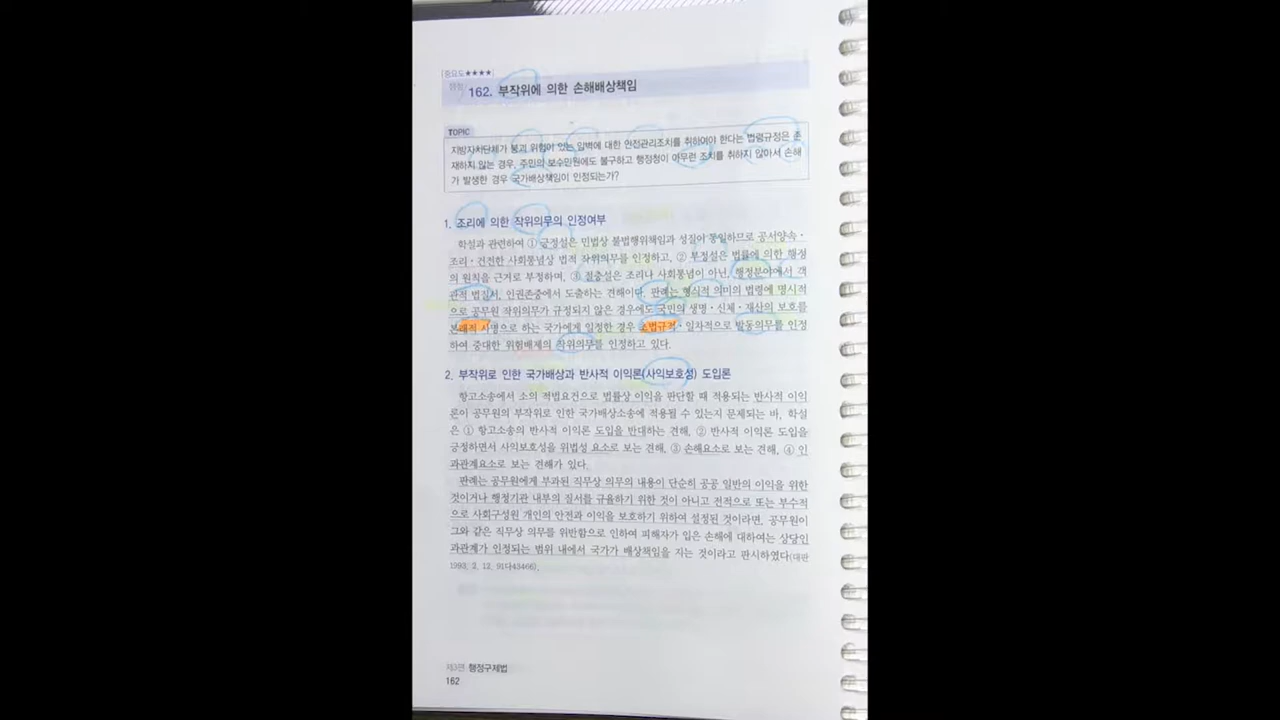 [중요도★★★★]
162. 부작위에 의한 손해배상책임
TOPIC
지방자치단체가 붕괴 위험이 있는 암벽에 대한 안전관리조치를 취하여야 한다는 법령규정은 존
재하지 않는 경우, 주민의 보수민원에도 불구하고 행정청이 아무런 조치를 취하지 않아서 손해
가 발생한 경우 국가배상책임이 인정되는가?
1. 조리에 의한 작위의무의 인정여부
학설과 관련하여 ① 긍정설은 민법상 불법행위책임과 성질이 동일하므로 공서양속·
조리·건전한 사회통념상 법적 작위의무를 인정하고, ② 부정설은 법률에 의한 행정
의 원칙을 근거로 부정하며, ③ 절충설은 조리나 사회통념이 아닌, 행정분야에서 객
관적 법질서, 인권존중에서 도출하는 견해이다. 판례는 형식적 의미의 법령에 명시적
으로 공무원 작위의무가 규정되지 않은 경우에도 국민의 생명·신체·재산의 보호를
본래적 사명으로 하는 국가에게 일정한 경우 초법규적·일차적으로 발동의무를 인정
하여 중대한 위험배제의 작위의무를 인정하고 있다.
2. 부작위로 인한 국가배상과 반사적 이익론(사익보호성) 도입론
항고소송에서 소의 적법요건으로 법률상 이익을 판단할 때 적용되는 반사적 이익
론이 공무원의 부작위로 인한 국가배상소송에 적용될 수 있는지 문제되는 바, 학설
은 ① 항고소송의 반사적 이익론 도입을 반대하는 견해, ② 반사적 이익론 도입을
긍정하면서 사익보호성을 위법성 요소로 보는 견해, ③ 손해요소로 보는 견해, ④ 인
과관계요소로 보는 견해가 있다.
판례는 공무원에게 부과된 직무상 의무의 내용이 단순히 공공 일반의 이익을 위한
것이거나 행정기관 내부의 질서를 규율하기 위한 것이 아니고 전적으로 또는 부수적
으로 사회구성원 개인의 안전과 이익을 보호하기 위하여 설정된 것이라면, 공무원이
그와 같은 직무상 의무를 위반함으로 인하여 피해자가 입은 손해에 대하여는 상당인
과관계가 인정되는 범위 내에서 국가가 배상책임을 지는 것이라고 판시하였다(대판
1993. 2. 12. 91다43466).
제3편 행정구제법
162